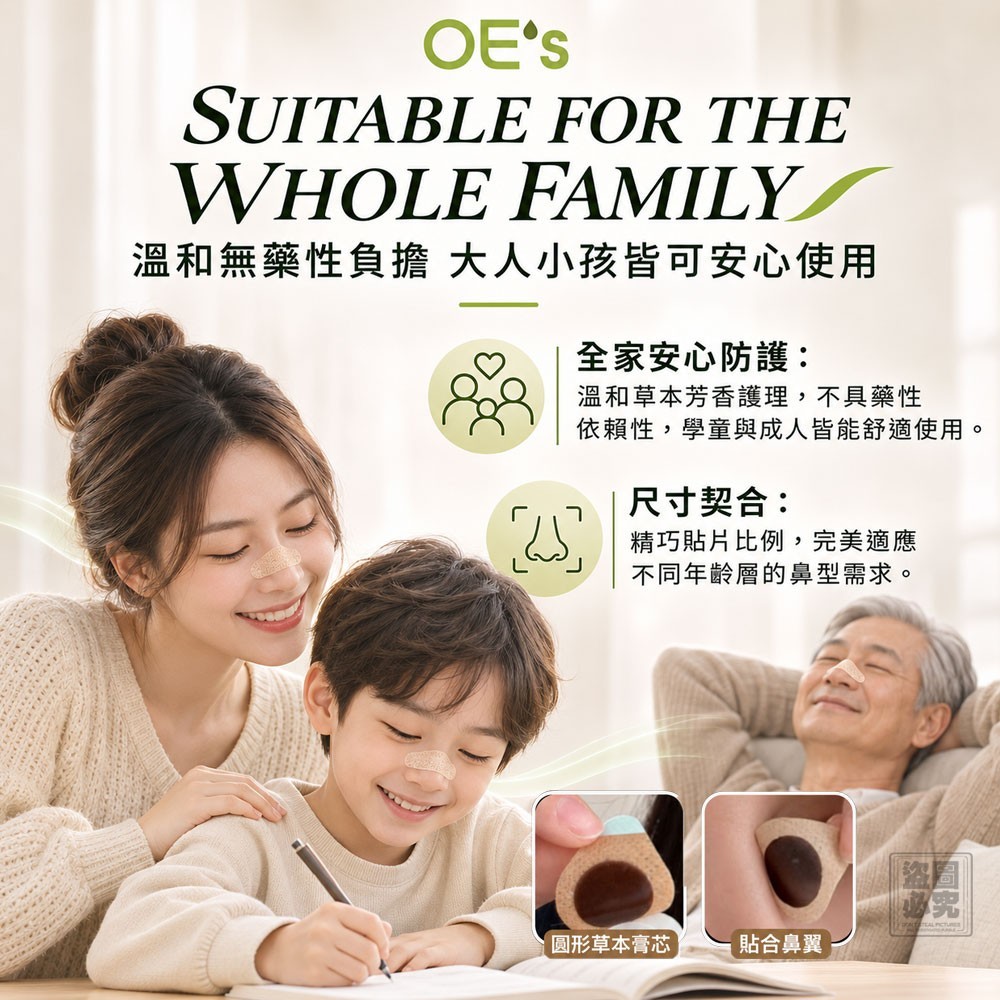 OE's
SUITABLE FOR THE
WHOLE FAMILY
溫和無藥性負擔 大人小孩皆可安心使用
全家安心防護：
溫和草本芳香護理，不具藥性
依賴性，學童與成人皆能舒適使用。
尺寸契合：
精巧貼片比例，完美適應
不同年齡層的鼻型需求。
圓形草本膏芯
貼合鼻翼
盜圖
必究